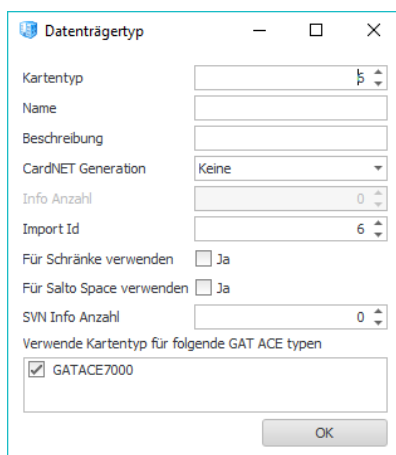 Datenträgertyp
Kartentyp 5
Name
Beschreibung
CardNET Generation Keine
Info Anzahl 0
Import Id 6
Für Schränke verwenden Ja
Für Salto Space verwenden Ja
SVN Info Anzahl 0
Verwende Kartentyp für folgende GAT ACE typen
GATACE7000
OK